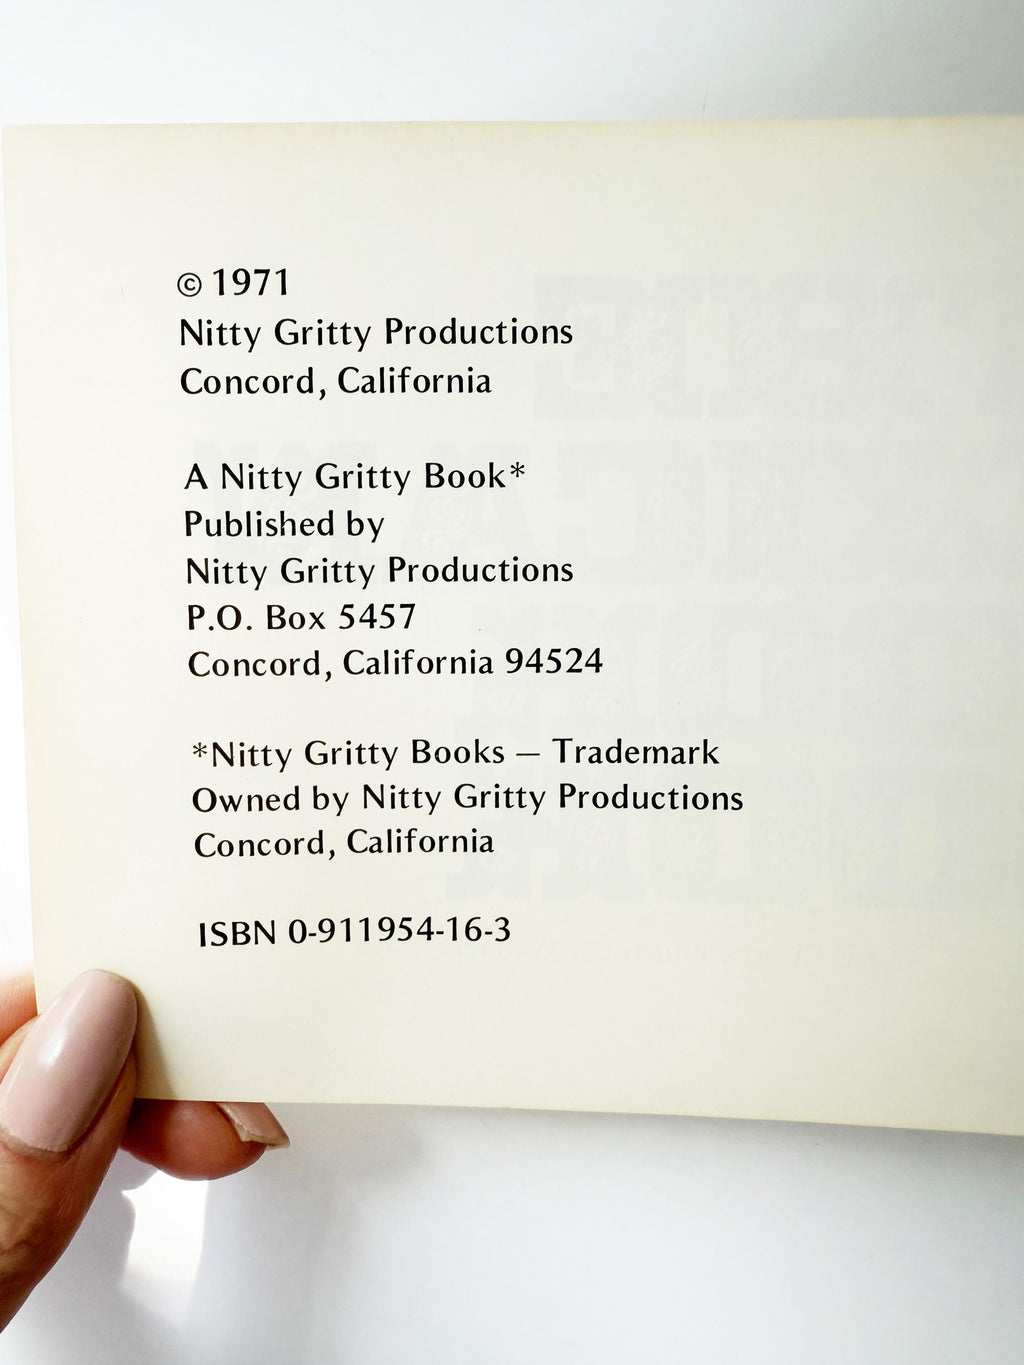 © 1971
Nitty Gritty Productions
Concord, California
A Nitty Gritty Book*
Published by
Nitty Gritty Productions
P.O. Box 5457
Concord, California 94524
*Nitty Gritty Books — Trademark
Owned by Nitty Gritty Productions
Concord, California
ISBN 0-911954-16-3